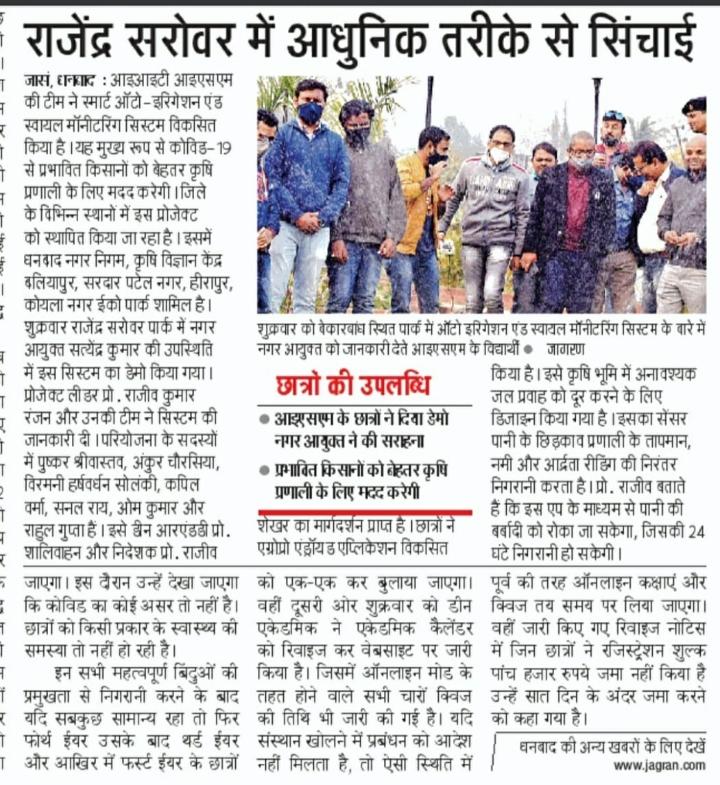 राजेंद्र सरोवर में आधुनिक तरीके से सिंचाई
जासं, धनबाद : आइआइटी आइएसएम
की टीम ने स्मार्ट ऑटो-इरिगेशन एंड
स्वायल मॉनीटरिंग सिस्टम विकसित
किया है। यह मुख्य रूप से कोविड-19
से प्रभावित किसानों को बेहतर कृषि
प्रणाली के लिए मदद करेगी। जिले
के विभिन्न स्थानों में इस प्रोजेक्ट
को स्थापित किया जा रहा है। इसमें
धनबाद नगर निगम, कृषि विज्ञान केंद्र
बलियापुर, सरदार पटेल नगर, हीरापुर,
कोयला नगर ईको पार्क शामिल है।
शुक्रवार राजेंद्र सरोवर पार्क में नगर
आयुक्त सत्येंद्र कुमार की उपस्थिति
में इस सिस्टम का डेमो किया गया।
प्रोजेक्ट लीडर प्रो. राजीव कुमार
रंजन और उनकी टीम ने सिस्टम की
जानकारी दी। परियोजना के सदस्यों
में पुष्कर श्रीवास्तव, अंकुर चौरसिया,
विरमनी हर्षवर्धन सोलंकी, कपिल
वर्मा, सनल राय, ओम कुमार और
राहुल गुप्ता हैं। इसे डीन आरएंडडी प्रो.
शालिवाहन और निदेशक प्रो. राजीव
शुक्रवार को बेकारबांध स्थित पार्क में ऑटो इरिगेशन एंड स्वायल मॉनीटरिंग सिस्टम के बारे में
नगर आयुक्त को जानकारी देते आइएसएम के विद्यार्थी ● जागरण
छात्रों की उपलब्धि
● आइएसएम के छात्रों ने दिया डेमो
नगर आयुक्त ने की सराहना
● प्रभावित किसानों को बेहतर कृषि
प्रणाली के लिए मदद करेगी
शेखर का मार्गदर्शन प्राप्त है। छात्रों ने
एग्रोप्रो एंड्रॉयड एप्लिकेशन विकसित
किया है। इसे कृषि भूमि में अनावश्यक
जल प्रवाह को दूर करने के लिए
डिजाइन किया गया है। इसका सेंसर
पानी के छिड़काव प्रणाली के तापमान,
नमी और आर्द्रता रीडिंग की निरंतर
निगरानी करता है। प्रो. राजीव बताते
हैं कि इस एप के माध्यम से पानी की
बर्बादी को रोका जा सकेगा, जिसकी 24
घंटे निगरानी हो सकेगी।
जाएगा। इस दौरान उन्हें देखा जाएगा
कि कोविड का कोई असर तो नहीं है।
छात्रों को किसी प्रकार के स्वास्थ्य की
समस्या तो नहीं हो रही है।
इन सभी महत्वपूर्ण बिंदुओं की
प्रमुखता से निगरानी करने के बाद
यदि सबकुछ सामान्य रहा तो फिर
फोर्थ ईयर उसके बाद थर्ड ईयर
और आखिर में फर्स्ट ईयर के छात्रों
को एक-एक कर बुलाया जाएगा।
वहीं दूसरी ओर शुक्रवार को डीन
एकेडमिक ने एकेडमिक कैलेंडर
को रिवाइज कर वेबसाइट पर जारी
किया है। जिसमें ऑनलाइन मोड के
तहत होने वाले सभी चारों क्विज
की तिथि भी जारी की गई है। यदि
संस्थान खोलने में प्रबंधन को आदेश
नहीं मिलता है, तो ऐसी स्थिति में
पूर्व की तरह ऑनलाइन कक्षाएं और
क्विज तय समय पर लिया जाएगा।
वहीं जारी किए गए रिवाइज नोटिस
में जिन छात्रों ने रजिस्ट्रेशन शुल्क
पांच हजार रुपये जमा नहीं किया है
उन्हें सात दिन के अंदर जमा करने
को कहा गया है।
धनबाद की अन्य खबरों के लिए देखें
www.jagran.com